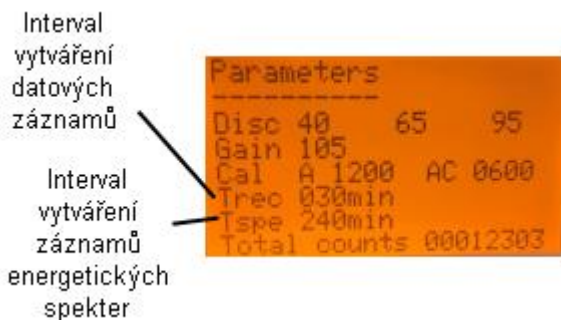 Interval
vytváření
datových
záznamů
Interval
vytváření
záznamů
energetických
spekter
Parameters
----------
Disc 40 65 95
Gain 105
Cal A 1200 AC 0600
Trec 030min
Tspe 240min
Total counts 00012303